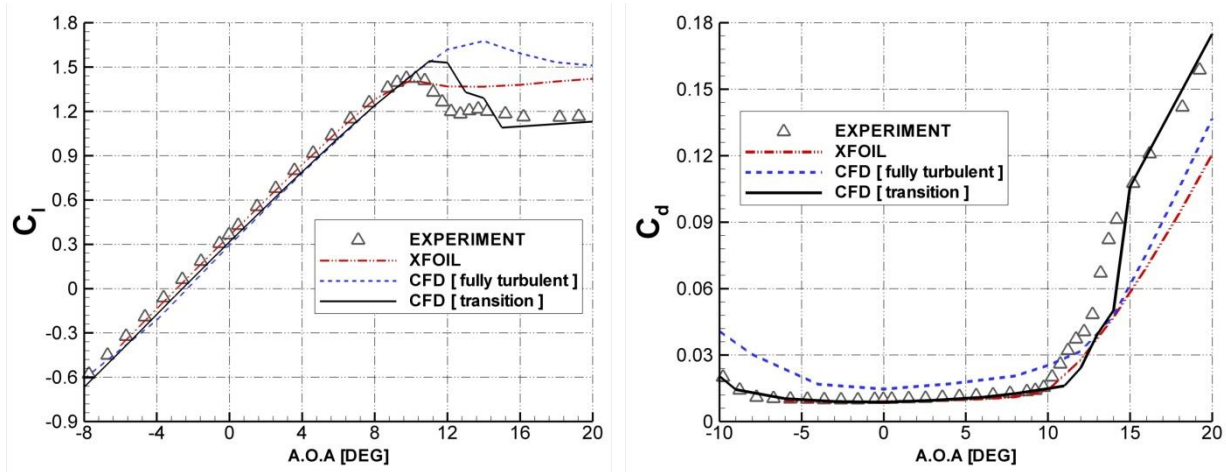 1.8
1.5
1.2
0.9
0.6
0.3
0
-0.3
-0.6
-0.9
C_l
EXPERIMENT
XFOIL
CFD [ fully turbulent ]
CFD [ transition ]
-8 -4 0 4 8 12 16 20
A.O.A [DEG]
0.18
0.15
0.12
0.09
0.06
0.03
0
C_d
EXPERIMENT
XFOIL
CFD [ fully turbulent ]
CFD [ transition ]
-10 -5 0 5 10 15 20
A.O.A [DEG]